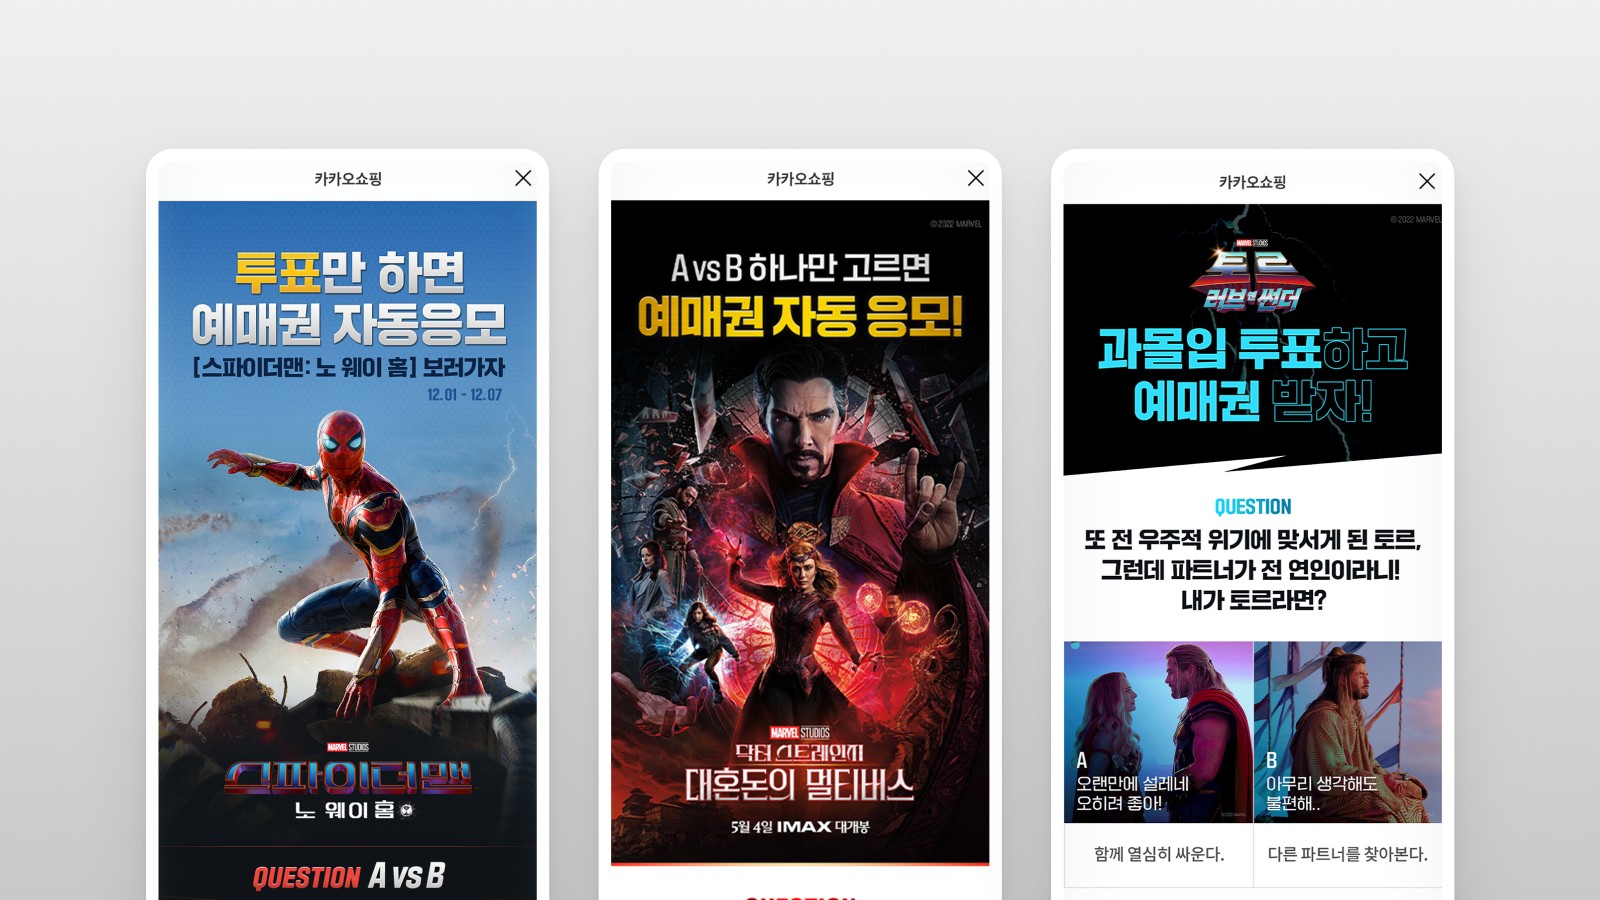 카카오쇼핑
투표만 하면
예매권 자동응모
[스파이더맨: 노 웨이 홈] 보러가자
12.01 - 12.07
MARVEL STUDIOS
스파이더맨
노 웨이 홈
QUESTION A vs B
카카오쇼핑
© 2022 MARVEL
A vs B 하나만 고르면
예매권 자동 응모!
MARVEL STUDIOS
닥터 스트레인지
대혼돈의 멀티버스
5월 4일 IMAX 대개봉
QUESTION
카카오쇼핑
© 2022 MARVEL
MARVEL STUDIOS
토르
러브 앤 썬더
과몰입 투표하고
예매권 받자!
QUESTION
또 전 우주적 위기에 맞서게 된 토르,
그런데 파트너가 전 연인이라니!
내가 토르라면?
A
오랜만에 설레네
오히려 좋아!
B
아무리 생각해도
불편해..
함께 열심히 싸운다.
다른 파트너를 찾아본다.